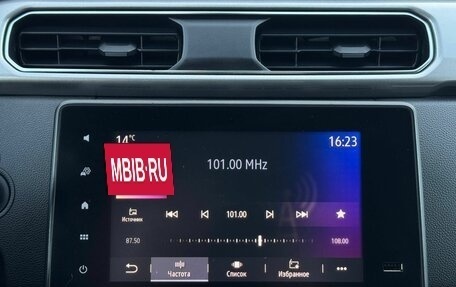 14°C
16:23
MBIB·RU
101.00 MHz
Источник
101.00
87.50
108.00
Частота
Список
Избранное